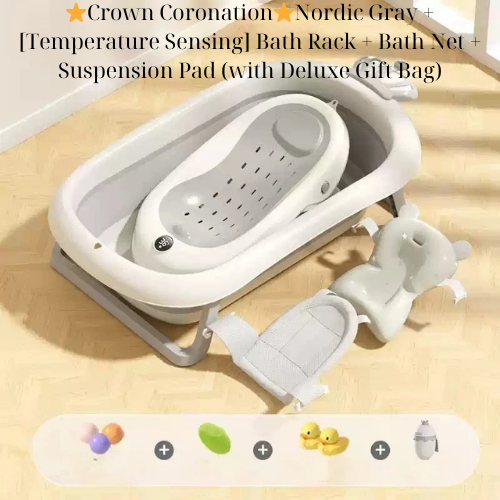 ⭐Crown Coronation⭐Nordic Gray +
[Temperature Sensing] Bath Rack + Bath Net +
Suspension Pad (with Deluxe Gift Bag)